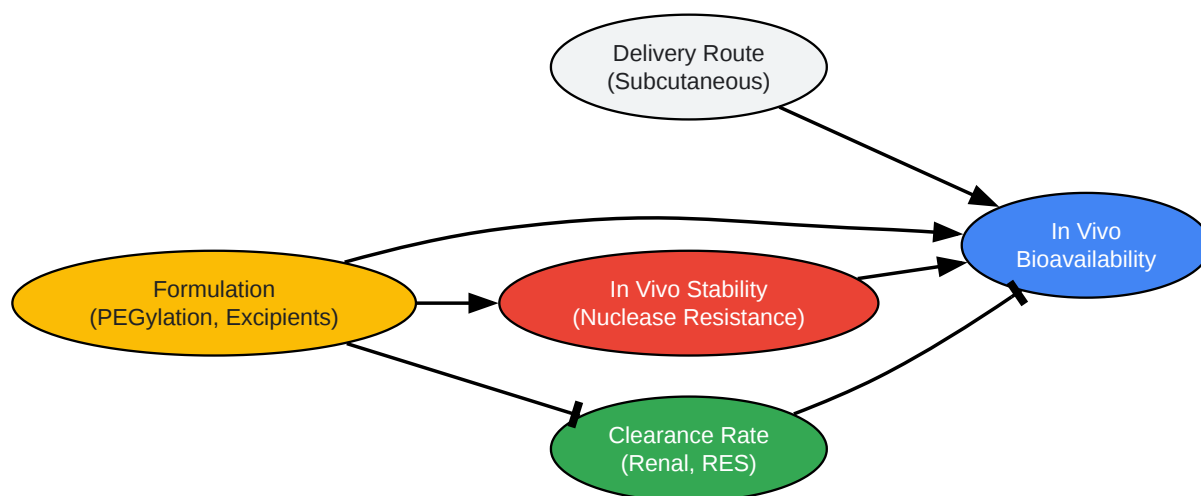 Delivery Route
(Subcutaneous)
In Vivo
Bioavailability
Formulation
(PEGylation, Excipients)
In Vivo Stability
(Nuclease Resistance)
Clearance Rate
(Renal, RES)